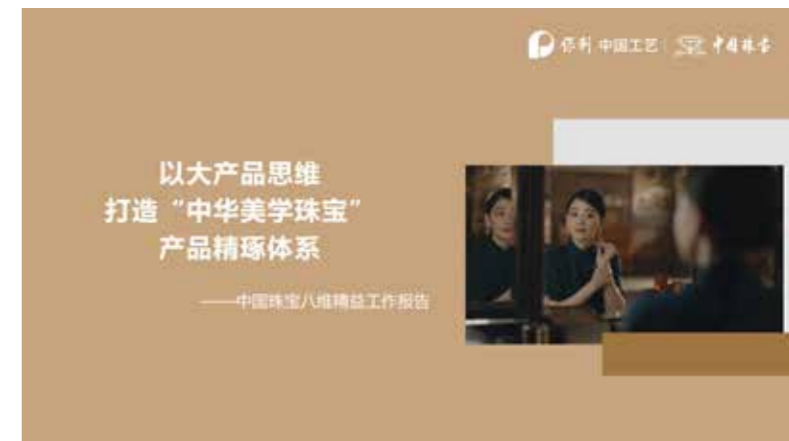 保利 中国工艺 中国珠宝
以大产品思维
打造“中华美学珠宝”
产品精琢体系
——中国珠宝八维精益工作报告